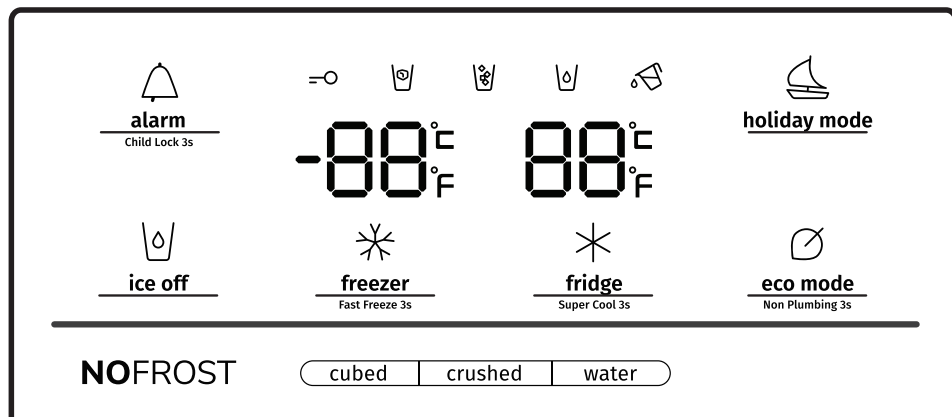 alarm
Child Lock 3s
-88 °C °F
88 °C °F
holiday mode
ice off
freezer
Fast Freeze 3s
fridge
Super Cool 3s
eco mode
Non Plumbing 3s
NOFROST
cubed
crushed
water